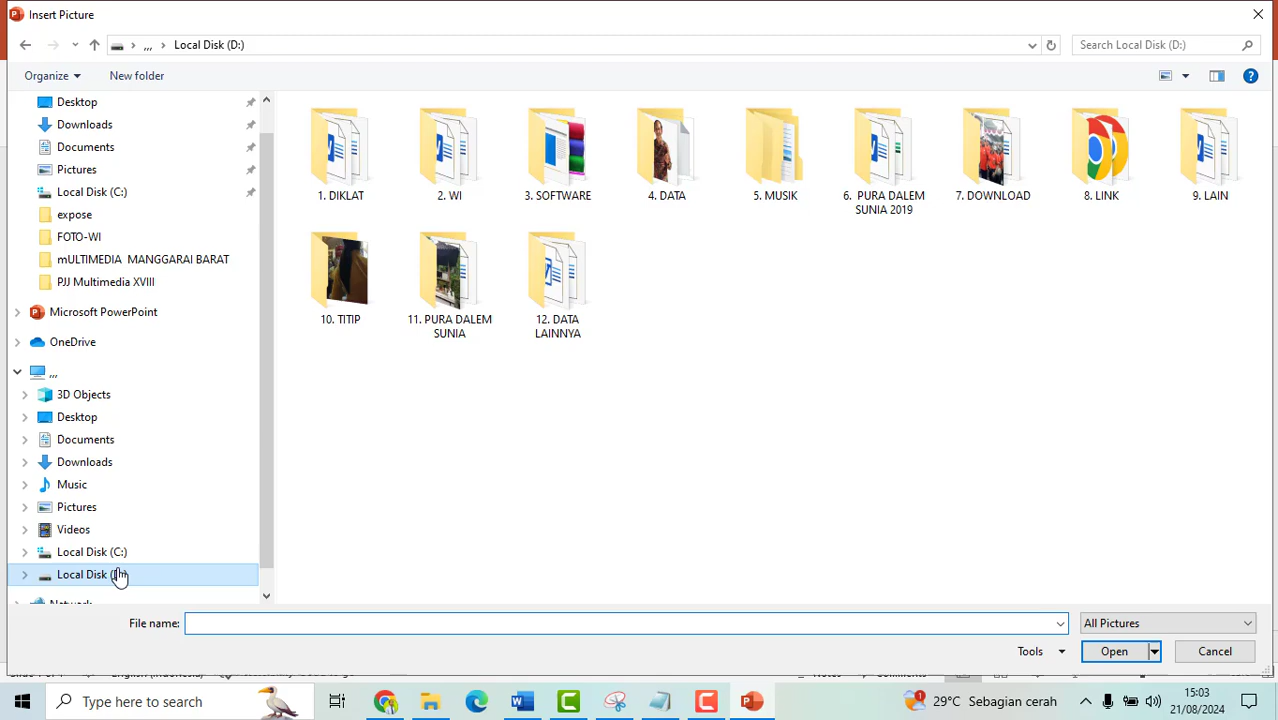 Insert Picture
,,, Local Disk (D:)
Search Local Disk (D:)
Organize
New folder
Desktop
Downloads
Documents
Pictures
Local Disk (C:)
expose
FOTO-WI
mULTIMEDIA MANGGARAI BARAT
PJJ Multimedia XVIII
Microsoft PowerPoint
OneDrive
,,,
3D Objects
Desktop
Documents
Downloads
Music
Pictures
Videos
Local Disk (C:)
Local Disk
Network
1. DIKLAT
2. WI
3. SOFTWARE
4. DATA
5. MUSIK
6. PURA DALEM
SUNIA 2019
7. DOWNLOAD
8. LINK
9. LAIN
10. TITIP
11. PURA DALEM
SUNIA
12. DATA
LAINNYA
File name:
All Pictures
Tools
Open
Cancel
Type here to search
29°C Sebagian cerah
15:03
21/08/2024